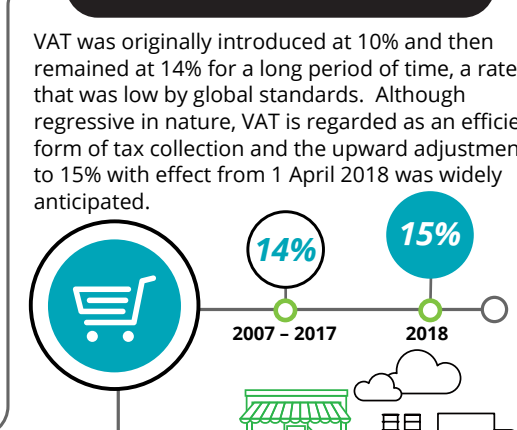 VAT was originally introduced at 10% and then
remained at 14% for a long period of time, a rate
that was low by global standards.  Although
regressive in nature, VAT is regarded as an efficie
form of tax collection and the upward adjustmen
to 15% with effect from 1 April 2018 was widely
anticipated.
14%
15%
2007 – 2017
2018